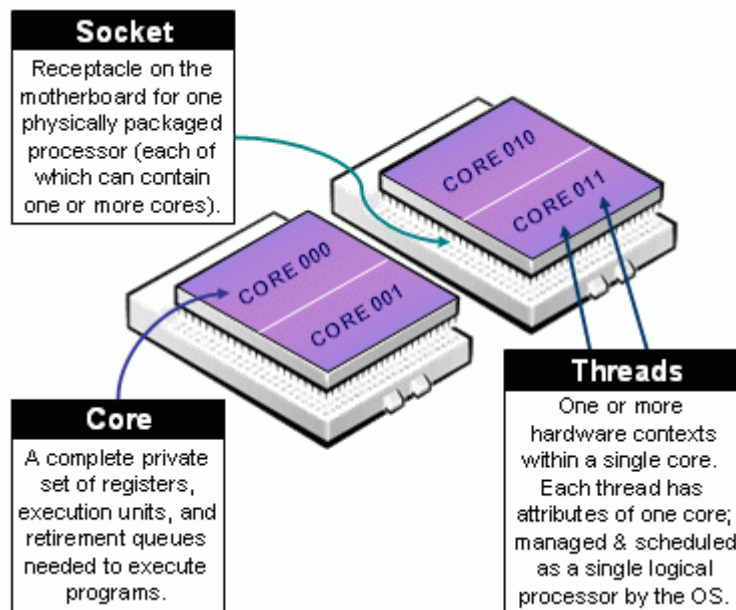 Socket
Receptacle on the
motherboard for one
physically packaged
processor (each of
which can contain
one or more cores).
CORE 010
CORE 011
CORE 000
CORE 001
Core
A complete private
set of registers,
execution units, and
retirement queues
needed to execute
programs.
Threads
One or more
hardware contexts
within a single core.
Each thread has
attributes of one core;
managed & scheduled
as a single logical
processor by the OS.